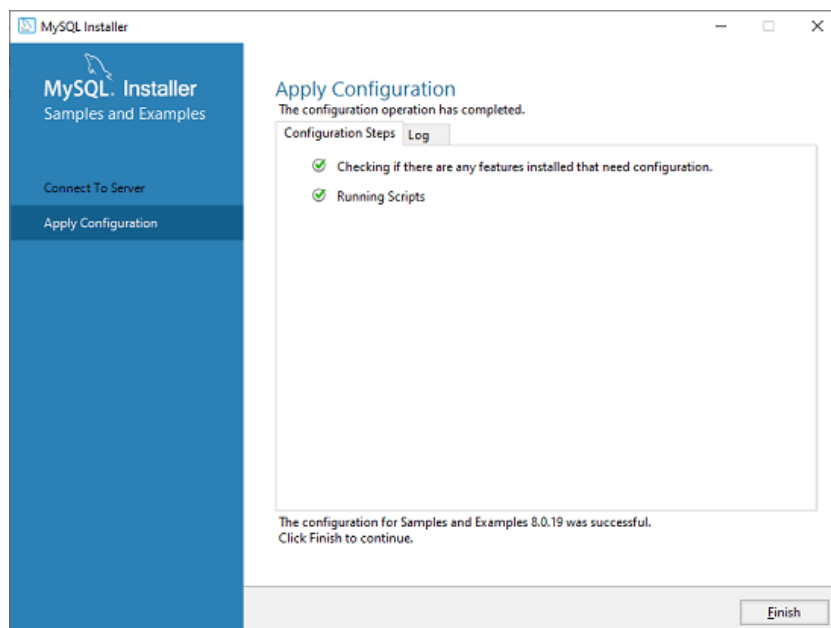 MySQL Installer
MySQL. Installer
Samples and Examples
Connect To Server
Apply Configuration
Apply Configuration
The configuration operation has completed.
Configuration Steps Log
Checking if there are any features installed that need configuration.
Running Scripts
The configuration for Samples and Examples 8.0.19 was successful.
Click Finish to continue.
Finish